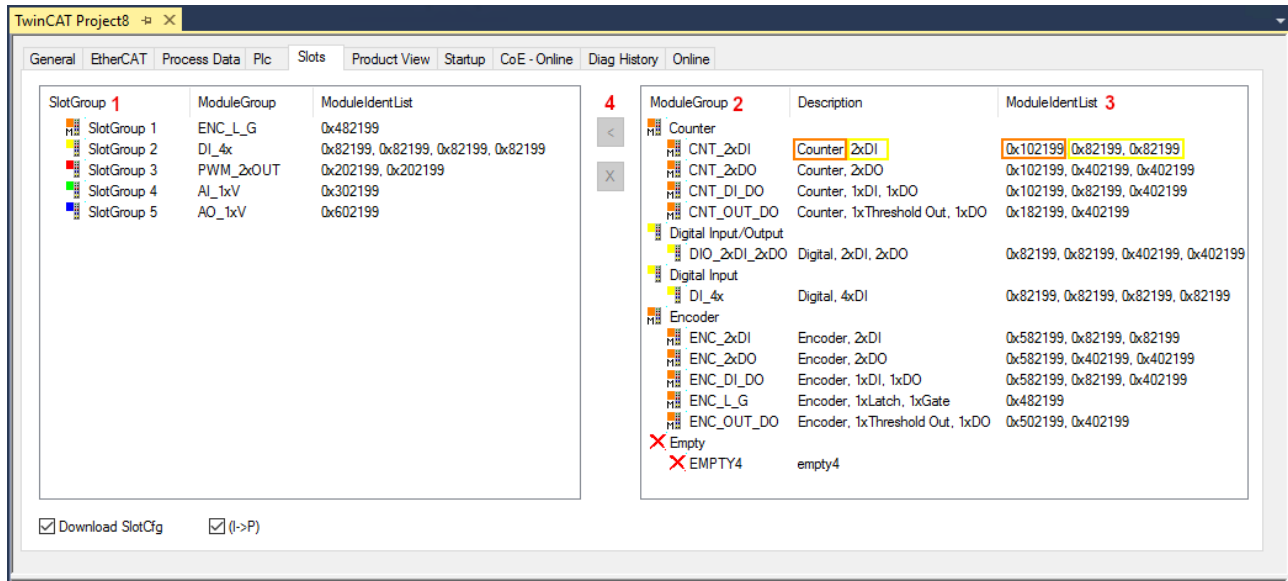 TwinCAT Project8
General EtherCAT Process Data Plc Slots Product View Startup CoE - Online Diag History Online
SlotGroup 1 ModuleGroup ModuleIdentList
SlotGroup 1 ENC_L_G 0x482199
SlotGroup 2 DI_4x 0x82199, 0x82199, 0x82199, 0x82199
SlotGroup 3 PWM_2xOUT 0x202199, 0x202199
SlotGroup 4 AI_1xV 0x302199
SlotGroup 5 AO_1xV 0x602199
4
<
X
ModuleGroup 2 Description ModuleIdentList 3
Counter
CNT_2xDI Counter, 2xDI 0x102199, 0x82199, 0x82199
CNT_2xDO Counter, 2xDO 0x102199, 0x402199, 0x402199
CNT_DI_DO Counter, 1xDI, 1xDO 0x102199, 0x82199, 0x402199
CNT_OUT_DO Counter, 1xThreshold Out, 1xDO 0x182199, 0x402199
Digital Input/Output
DIO_2xDI_2xDO Digital, 2xDI, 2xDO 0x82199, 0x82199, 0x402199, 0x402199
Digital Input
DI_4x Digital, 4xDI 0x82199, 0x82199, 0x82199, 0x82199
Encoder
ENC_2xDI Encoder, 2xDI 0x582199, 0x82199, 0x82199
ENC_2xDO Encoder, 2xDO 0x582199, 0x402199, 0x402199
ENC_DI_DO Encoder, 1xDI, 1xDO 0x582199, 0x82199, 0x402199
ENC_L_G Encoder, 1xLatch, 1xGate 0x482199
ENC_OUT_DO Encoder, 1xThreshold Out, 1xDO 0x502199, 0x402199
Empty
EMPTY4 empty4
Download SlotCfg (I->P)